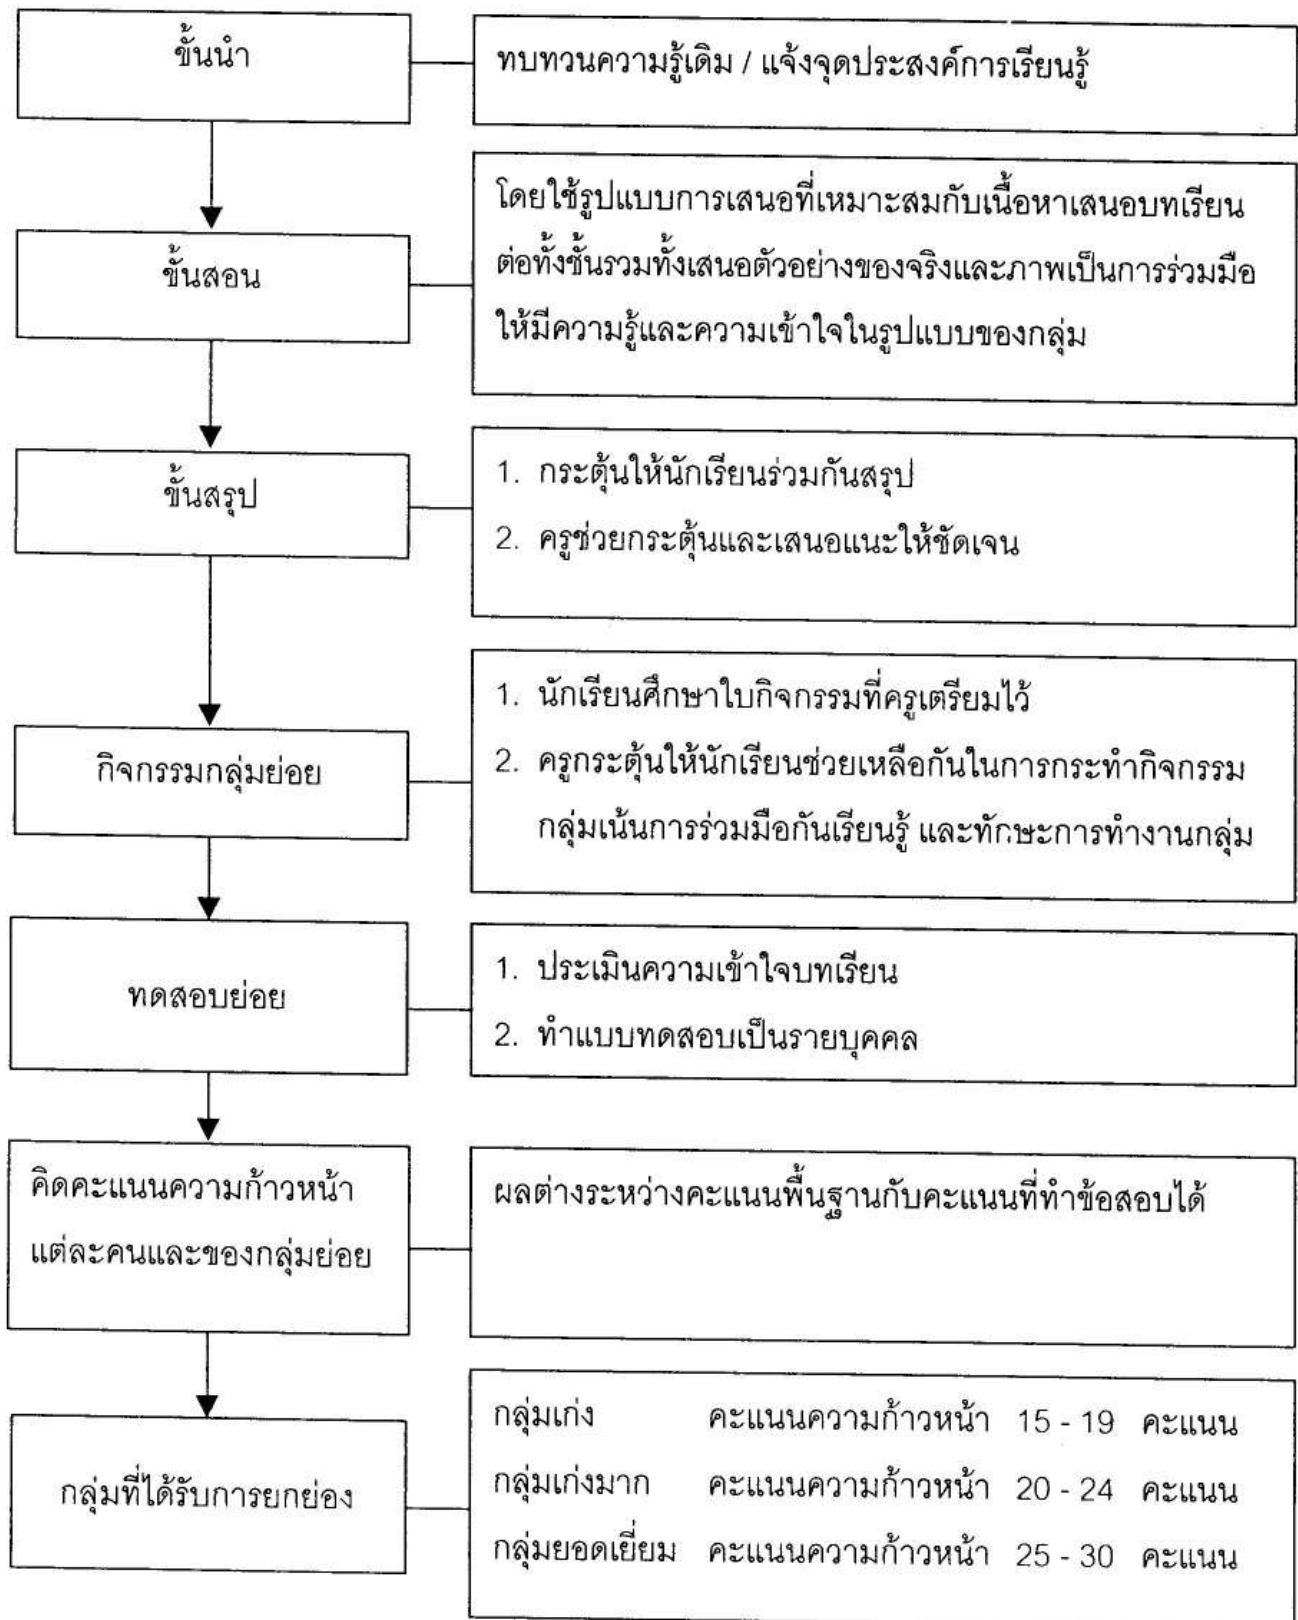 ขั้นนำ
ทบทวนความรู้เดิม / แจ้งจุดประสงค์การเรียนรู้
ขั้นสอน
โดยใช้รูปแบบการเสนอที่เหมาะสมกับเนื้อหาเสนอบทเรียน
ต่อทั้งชั้นรวมทั้งเสนอตัวอย่างของจริงและภาพเป็นการร่วมมือ
ให้มีความรู้และความเข้าใจในรูปแบบของกลุ่ม
ขั้นสรุป
1. กระตุ้นให้นักเรียนร่วมกันสรุป
2. ครูช่วยกระตุ้นและเสนอแนะให้ชัดเจน
กิจกรรมกลุ่มย่อย
1. นักเรียนศึกษาใบกิจกรรมที่ครูเตรียมไว้
2. ครูกระตุ้นให้นักเรียนช่วยเหลือกันในการกระทำกิจกรรม
กลุ่มเน้นการร่วมมือกันเรียนรู้ และทักษะการทำงานกลุ่ม
ทดสอบย่อย
1. ประเมินความเข้าใจบทเรียน
2. ทำแบบทดสอบเป็นรายบุคคล
คิดคะแนนความก้าวหน้า
แต่ละคนและของกลุ่มย่อย
ผลต่างระหว่างคะแนนพื้นฐานกับคะแนนที่ทำข้อสอบได้
กลุ่มที่ได้รับการยกย่อง
กลุ่มเก่ง คะแนนความก้าวหน้า 15 - 19 คะแนน
กลุ่มเก่งมาก คะแนนความก้าวหน้า 20 - 24 คะแนน
กลุ่มยอดเยี่ยม คะแนนความก้าวหน้า 25 - 30 คะแนน